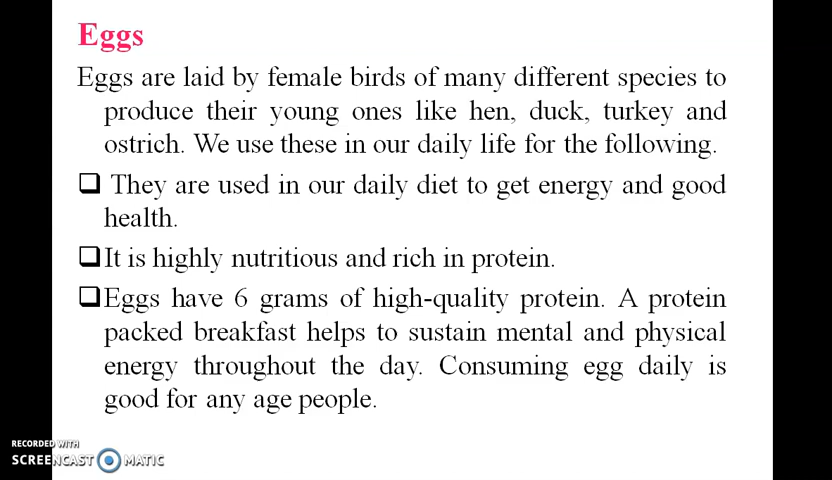 Eggs
Eggs are laid by female birds of many different species to
produce their young ones like hen, duck, turkey and
ostrich. We use these in our daily life for the following.
❑ They are used in our daily diet to get energy and good
health.
❑It is highly nutritious and rich in protein.
❑Eggs have 6 grams of high-quality protein. A protein
packed breakfast helps to sustain mental and physical
energy throughout the day. Consuming egg daily is
good for any age people.
RECORDED WITH
SCREENCAST MATIC